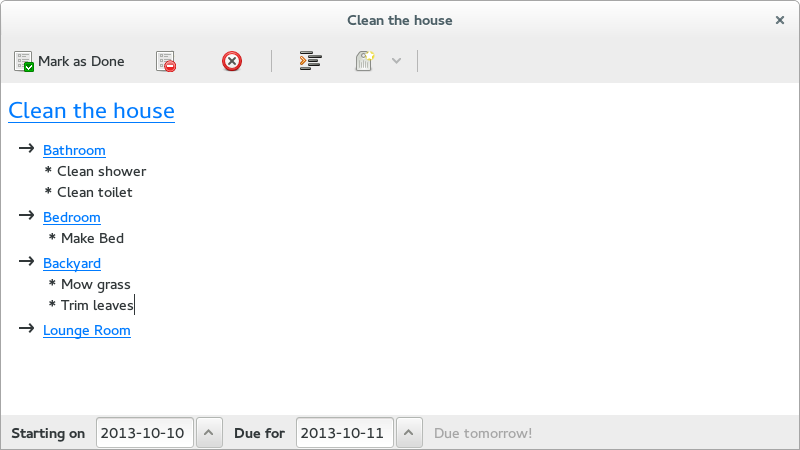 Clean the house
Mark as Done
Clean the house
→ Bathroom
* Clean shower
* Clean toilet
→ Bedroom
* Make Bed
→ Backyard
* Mow grass
* Trim leaves
→ Lounge Room
Starting on 2013-10-10 Due for 2013-10-11 Due tomorrow!